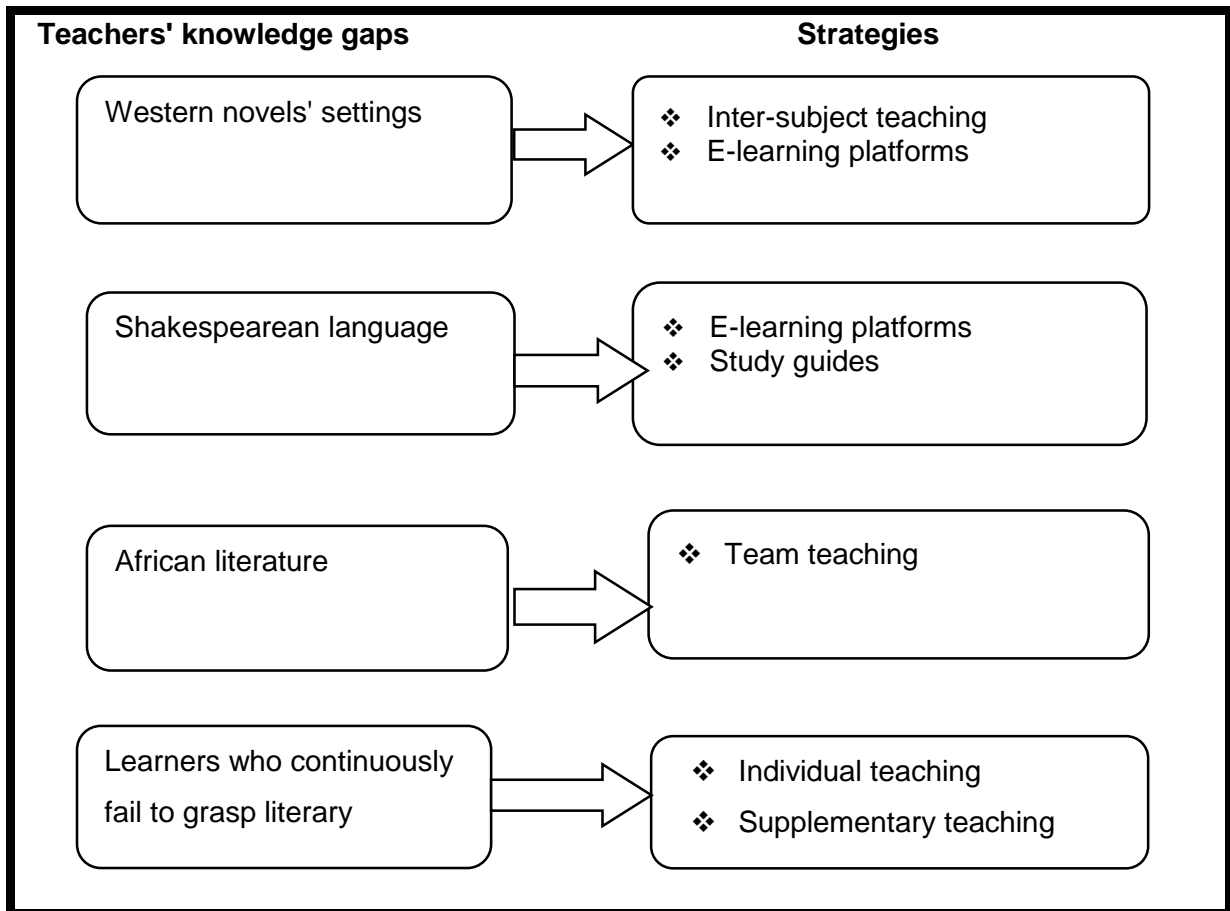 Teachers' knowledge gaps
Strategies
Western novels' settings
❖ Inter-subject teaching
❖ E-learning platforms
Shakespearean language
❖ E-learning platforms
❖ Study guides
African literature
❖ Team teaching
Learners who continuously
fail to grasp literary
❖ Individual teaching
❖ Supplementary teaching